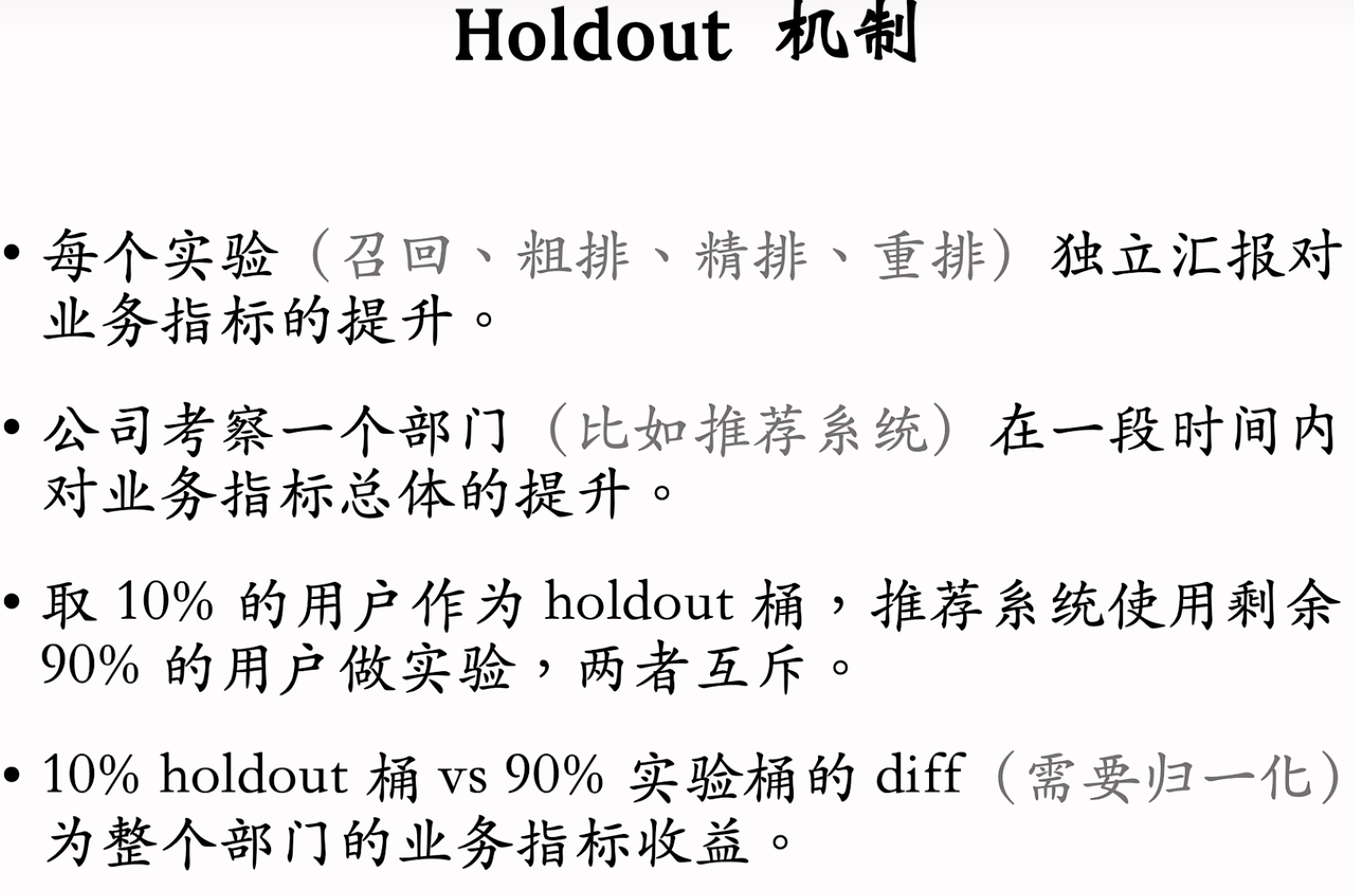 Holdout 机制
• 每个实验（召回、粗排、精排、重排）独立汇报对
业务指标的提升。
• 公司考察一个部门（比如推荐系统）在一段时间内
对业务指标总体的提升。
• 取 10% 的用户作为 holdout 桶，推荐系统使用剩余
90% 的用户做实验，两者互斥。
• 10% holdout 桶 vs 90% 实验桶的 diff（需要归一化）
为整个部门的业务指标收益。